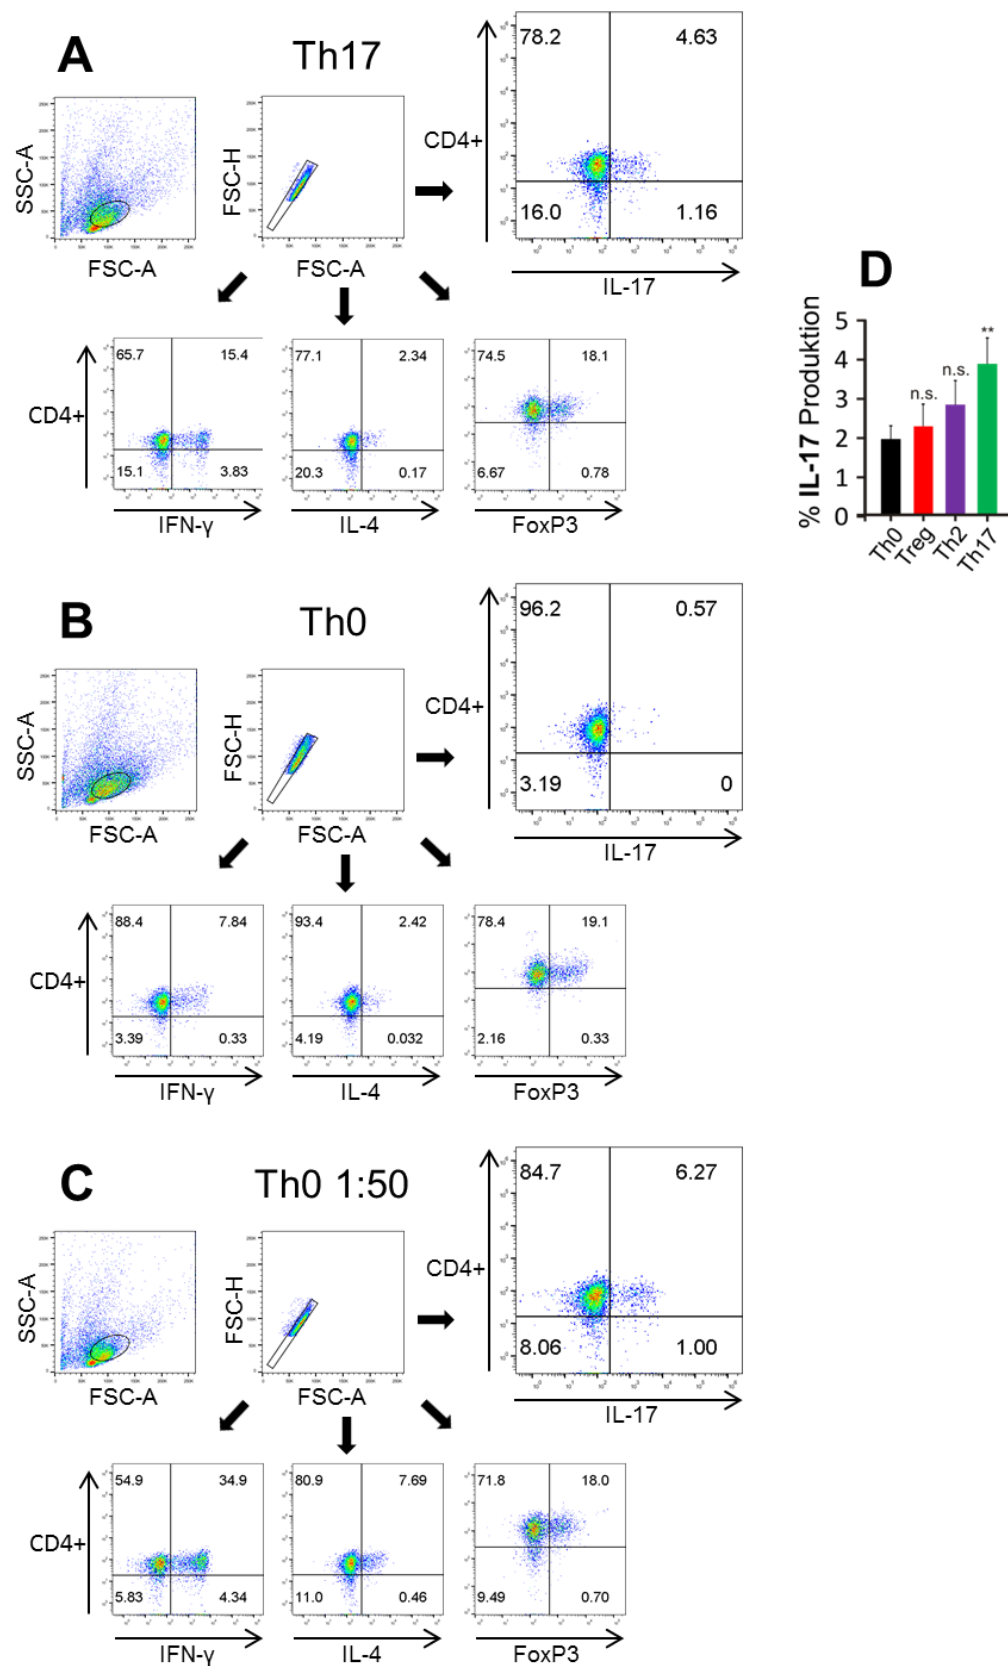 A
Th17
SSC-A
FSC-A
FSC-H
FSC-A
CD4+
78.2 4.63
16.0 1.16
IL-17
CD4+
65.7 15.4
15.1 3.83
IFN-γ
77.1 2.34
20.3 0.17
IL-4
74.5 18.1
6.67 0.78
FoxP3
D
% IL-17 Produktion
5
4
3
2
1
0
n.s.
n.s.
**
Th0
Treg
Th2
Th17
B
Th0
SSC-A
FSC-A
FSC-H
FSC-A
CD4+
96.2 0.57
3.19 0
IL-17
CD4+
88.4 7.84
3.39 0.33
IFN-γ
93.4 2.42
4.19 0.032
IL-4
78.4 19.1
2.16 0.33
FoxP3
C
Th0 1:50
SSC-A
FSC-A
FSC-H
FSC-A
CD4+
84.7 6.27
8.06 1.00
IL-17
CD4+
54.9 34.9
5.83 4.34
IFN-γ
80.9 7.69
11.0 0.46
IL-4
71.8 18.0
9.49 0.70
FoxP3